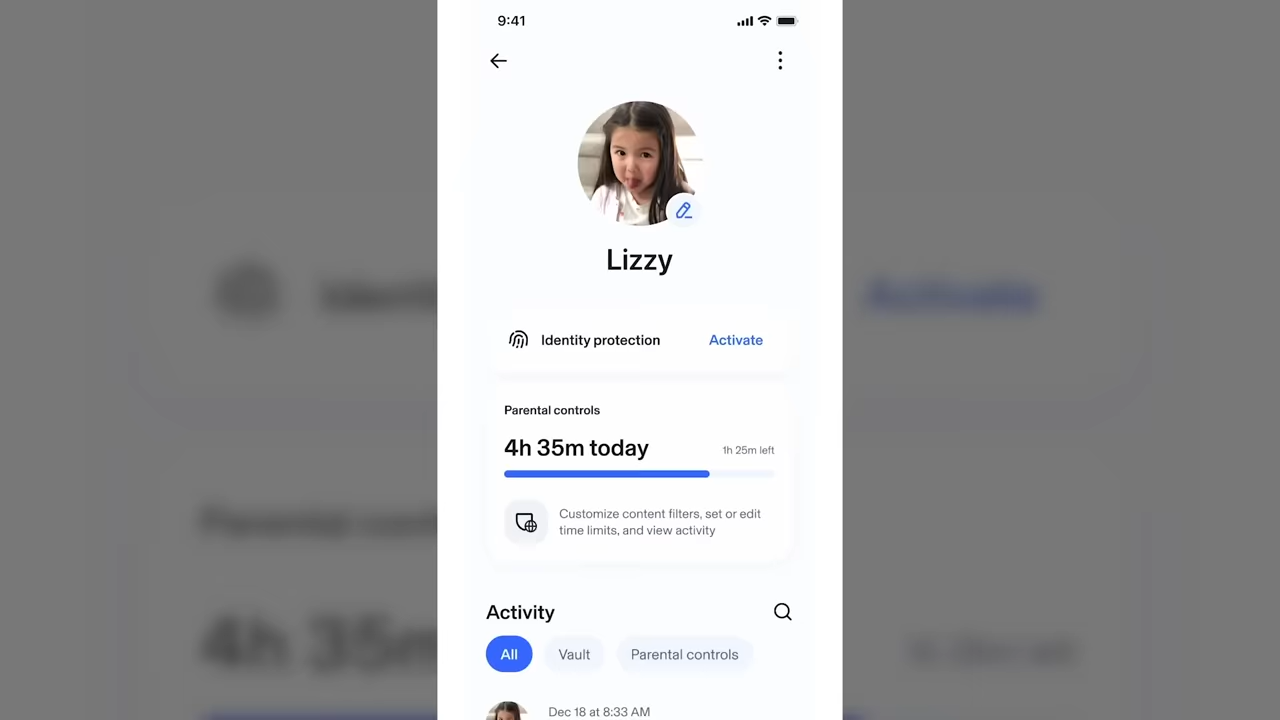 9:41
Lizzy
Identity protection Activate
Parental controls
4h 35m today 1h 25m left
Customize content filters, set or edit
time limits, and view activity
Activity
All Vault Parental controls
Dec 18 at 8:33 AM